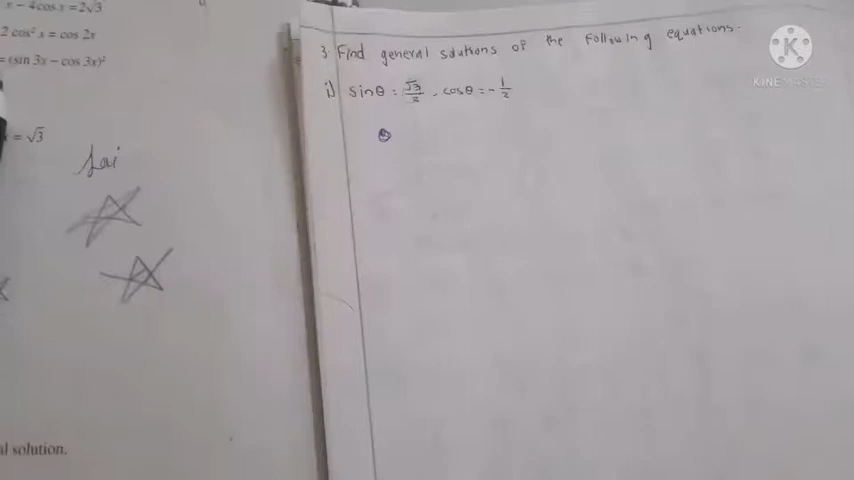 x − 4cos x = 2√3
2 cos² x = cos 2x
= (sin 3x − cos 3x)²
= √3
Sai
al solution.
3. Find general solutions of the following equations.
i) sinθ = √3/2 , cosθ = -1/2
K
KINEMASTER